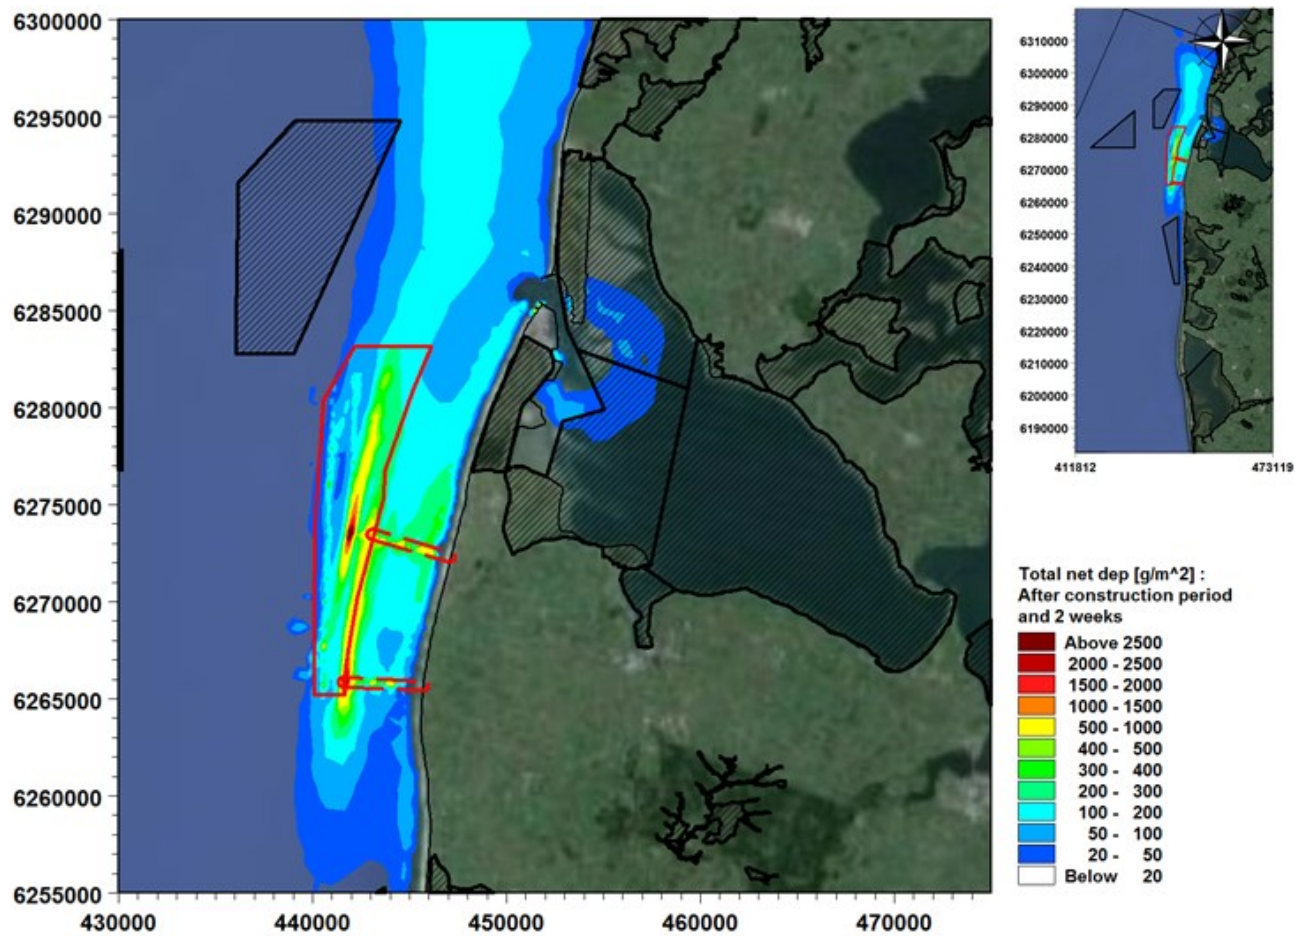 6300000
6295000
6290000
6285000
6280000
6275000
6270000
6265000
6260000
6255000
430000 440000 450000 460000 470000
6310000
6300000
6290000
6280000
6270000
6260000
6250000
6240000
6230000
6220000
6210000
6200000
6190000
411812 473119
Total net dep [g/m^2] :
After construction period
and 2 weeks
Above 2500
2000 - 2500
1500 - 2000
1000 - 1500
500 - 1000
400 - 500
300 - 400
200 - 300
100 - 200
50 - 100
20 - 50
Below 20